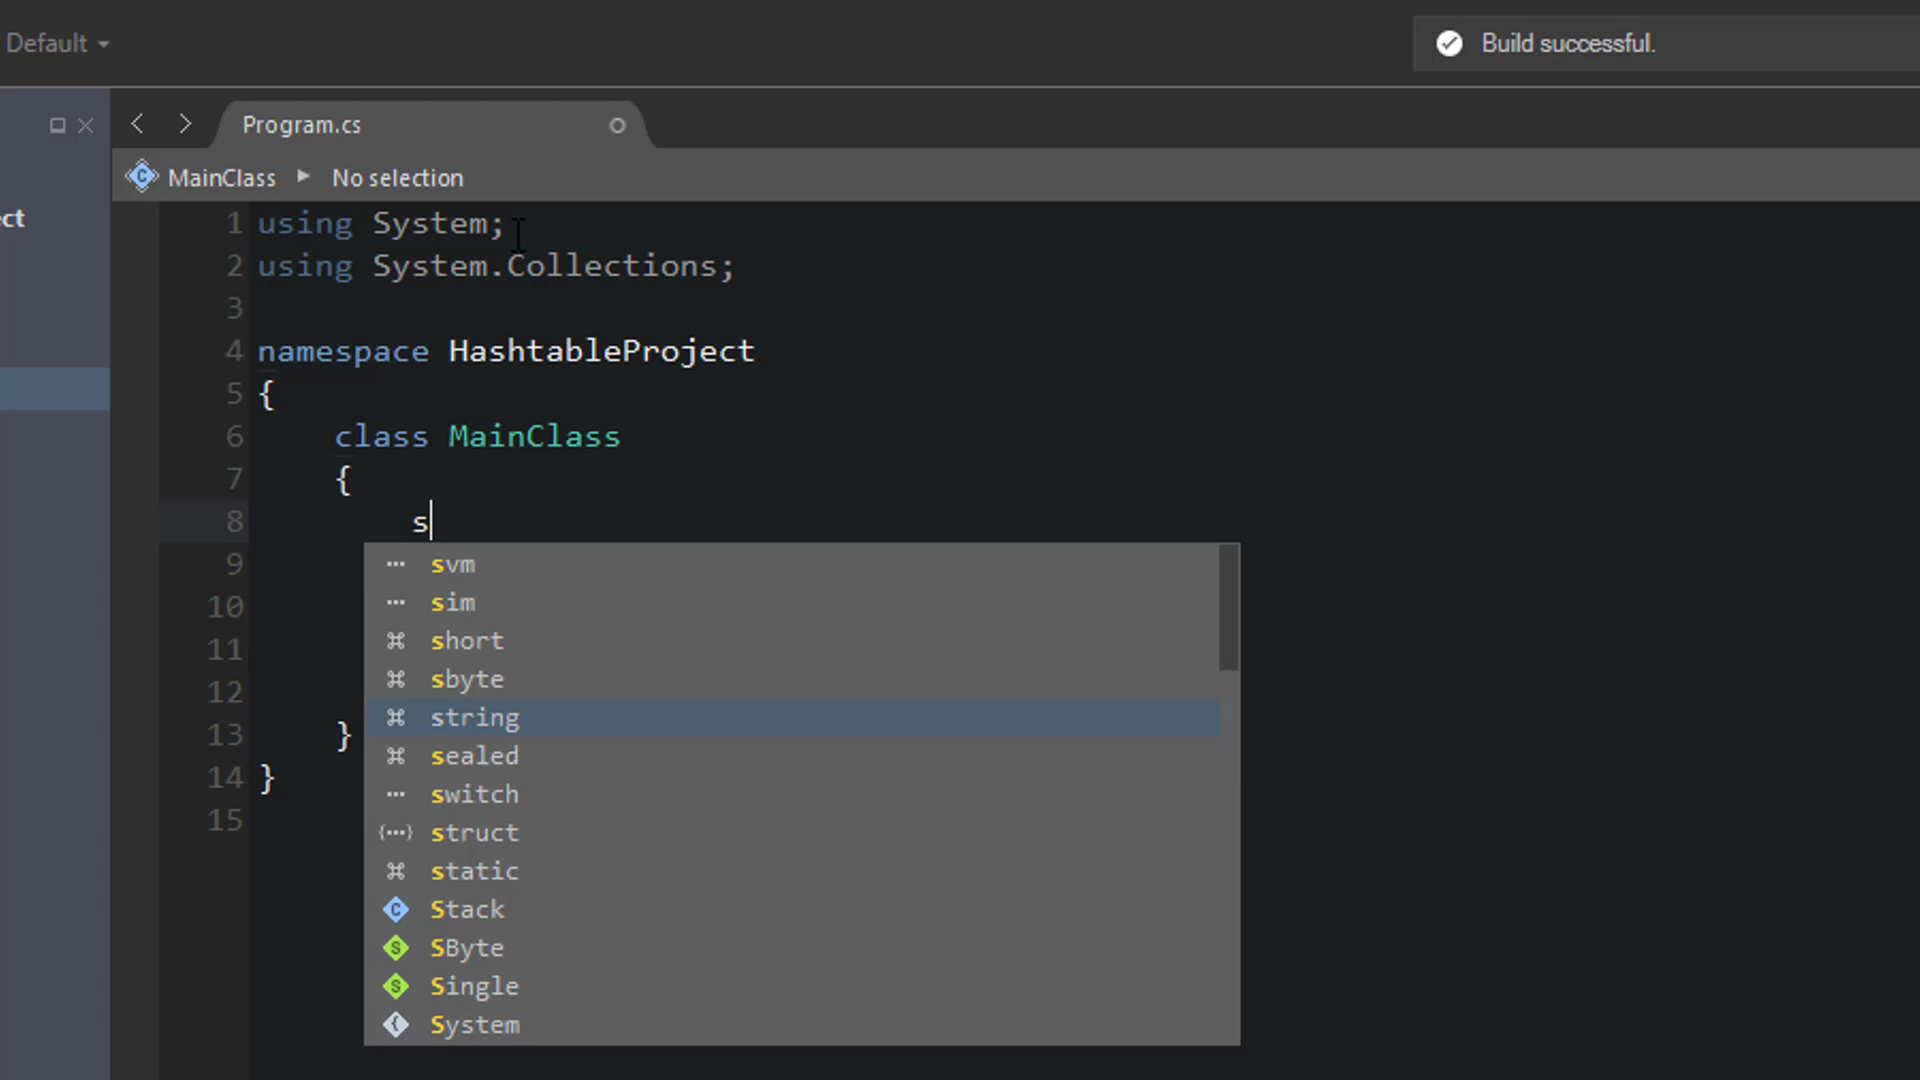 Default
Build successful.
Program.cs
MainClass
No selection
ct
1 using System;
2 using System.Collections;
3
4 namespace HashtableProject
5 {
6 class MainClass
7 {
8 s
9
10
11
12
13 }
14 }
15
svm
sim
short
sbyte
string
sealed
switch
struct
static
Stack
SByte
Single
System